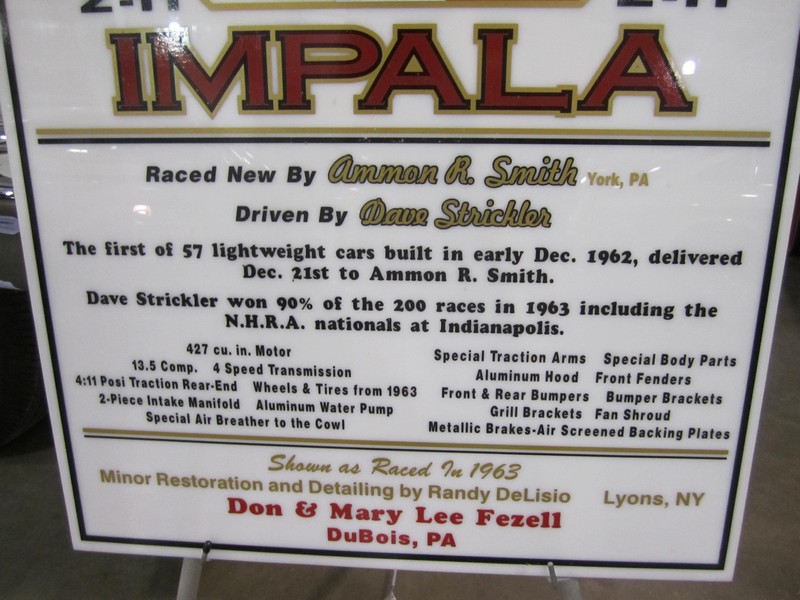 IMPALA
Raced New By Ammon R. Smith York, PA
Driven By Dave Strickler
The first of 57 lightweight cars built in early Dec. 1962, delivered
Dec. 21st to Ammon R. Smith.
Dave Strickler won 90% of the 200 races in 1963 including the
N.H.R.A. nationals at Indianapolis.
427 cu. in. Motor
13.5 Comp. 4 Speed Transmission
4:11 Posi Traction Rear-End Wheels & Tires from 1963
2-Piece Intake Manifold Aluminum Water Pump
Special Air Breather to the Cowl
Special Traction Arms Special Body Parts
Aluminum Hood Front Fenders
Front & Rear Bumpers Bumper Brackets
Grill Brackets Fan Shroud
Metallic Brakes-Air Screened Backing Plates
Shown as Raced In 1963
Minor Restoration and Detailing by Randy DeLisio Lyons, NY
Don & Mary Lee Fezell
DuBois, PA